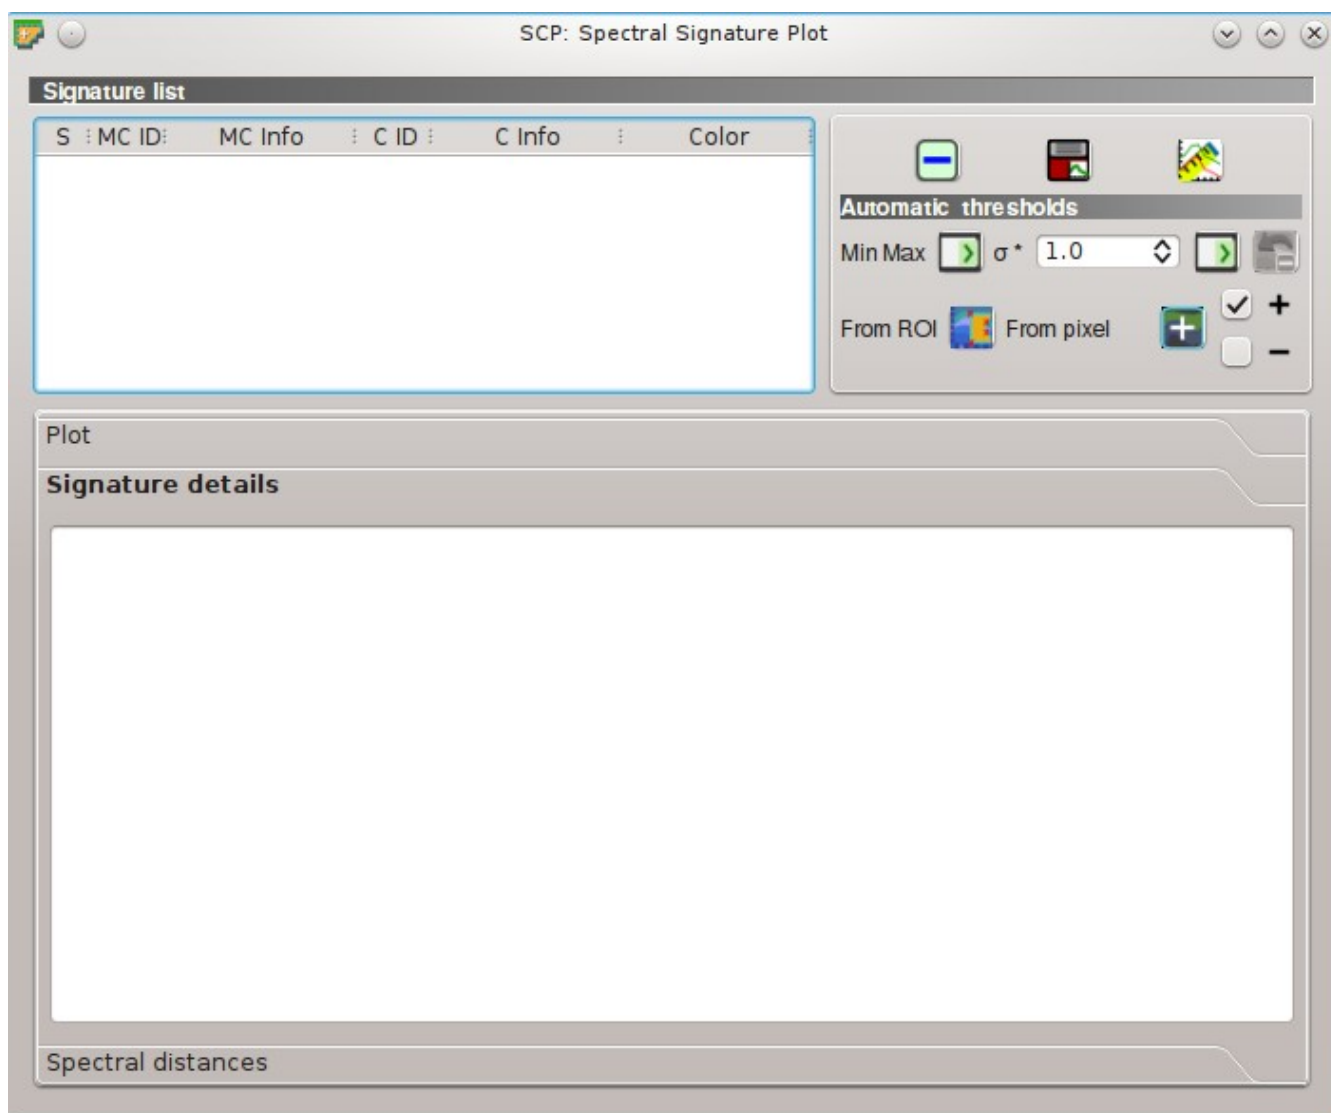 SCP: Spectral Signature Plot
Signature list
S MC ID MC Info C ID C Info Color
Automatic thresholds
Min Max σ * 1.0
From ROI From pixel +
−
Plot
Signature details
Spectral distances